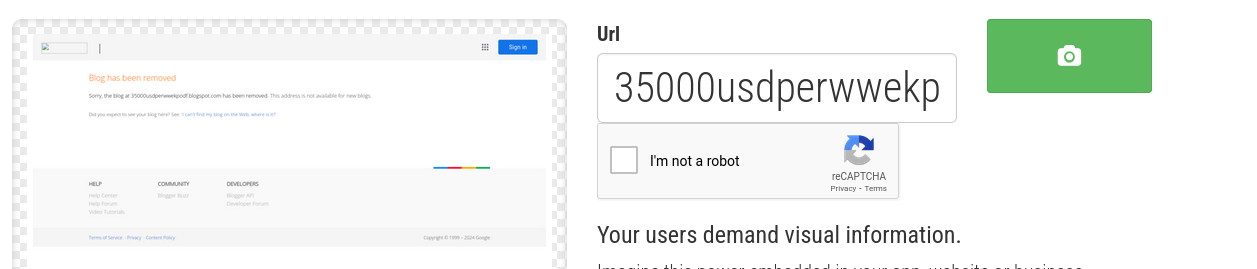 Sign in
Blog has been removed
Sorry, the blog at 35000usdperwwekpodf.blogspot.com has been removed. This address is not available for new blogs.
Did you expect to see your blog here? See: 'I can't find my blog on the Web, where is it?'
HELP COMMUNITY DEVELOPERS
Help Center Blogger Buzz Blogger API
Help Forum Developer Forum
Video Tutorials
Terms of Service Privacy Content Policy
Copyright © 1999 – 2024 Google
Url
35000usdperwwekp
I'm not a robot
reCAPTCHA
Privacy - Terms
Your users demand visual information.
Imagine this power embedded in your app, website or business